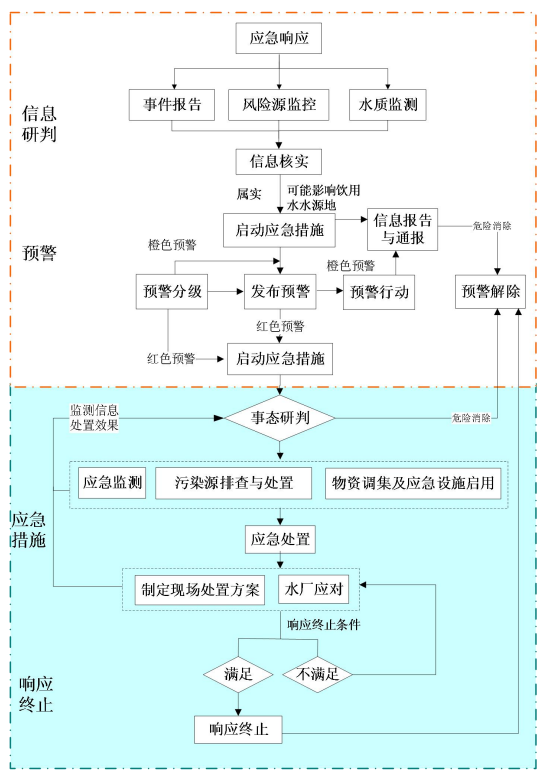 应急响应
事件报告
风险源监控
水质监测
信息
研判
信息核实
属实
可能影响饮用
水水源地
启动应急措施
信息报告
与通报
危险消除
预警
橙色预警
橙色预警
预警分级
发布预警
预警行动
预警解除
红色预警
红色预警
启动应急措施
监测信息
处置效果
事态研判
危险消除
应急监测
污染源排查与处置
物资调集及应急设施启用
应急
措施
应急处置
制定现场处置方案
水厂应对
响应终止条件
满足
不满足
响应
终止
响应终止